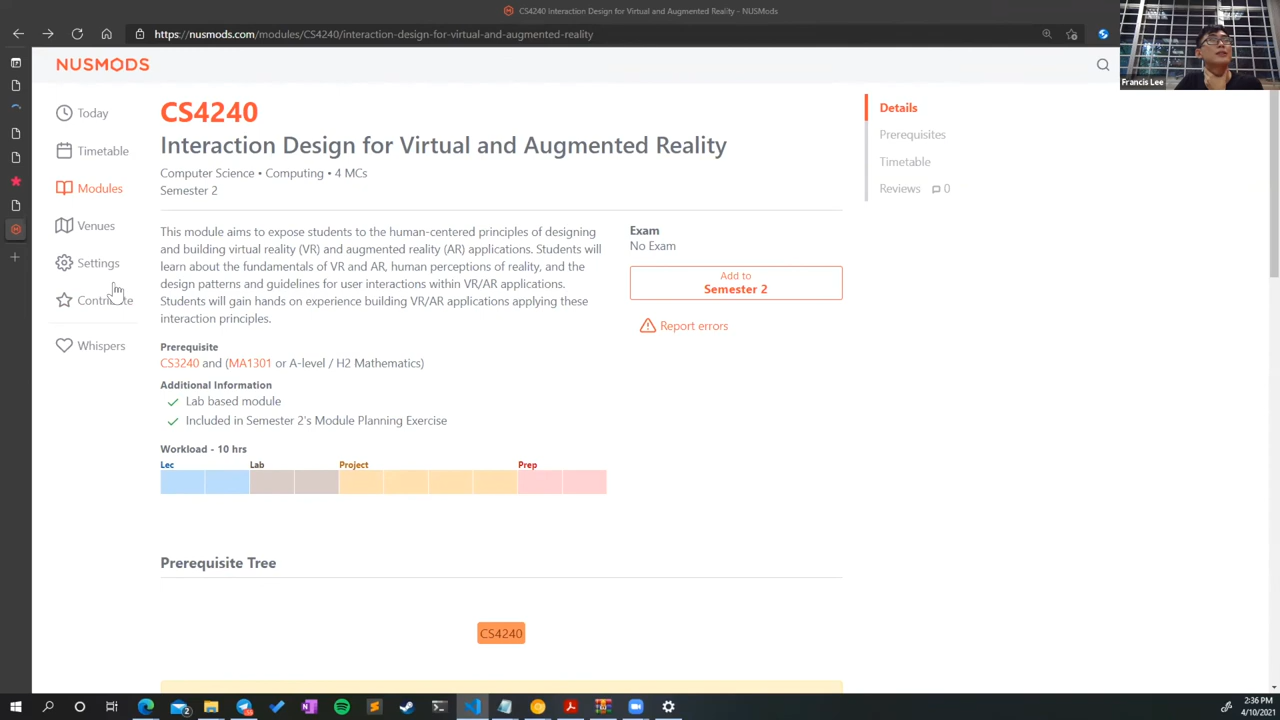 CS4240 Interaction Design for Virtual and Augmented Reality - NUSMods
https://nusmods.com/modules/CS4240/interaction-design-for-virtual-and-augmented-reality
Francis Lee
NUSMODS
Today
Timetable
Modules
Venues
Settings
Contribute
Whispers
CS4240
Interaction Design for Virtual and Augmented Reality
Computer Science • Computing • 4 MCs
Semester 2
This module aims to expose students to the human-centered principles of designing
and building virtual reality (VR) and augmented reality (AR) applications. Students will
learn about the fundamentals of VR and AR, human perceptions of reality, and the
design patterns and guidelines for user interactions within VR/AR applications.
Students will gain hands on experience building VR/AR applications applying these
interaction principles.
Prerequisite
CS3240 and (MA1301 or A-level / H2 Mathematics)
Additional Information
Lab based module
Included in Semester 2's Module Planning Exercise
Workload - 10 hrs
Lec Lab Project Prep
Exam
No Exam
Add to
Semester 2
Report errors
Details
Prerequisites
Timetable
Reviews 0
Prerequisite Tree
CS4240
2:36 PM
4/10/2021